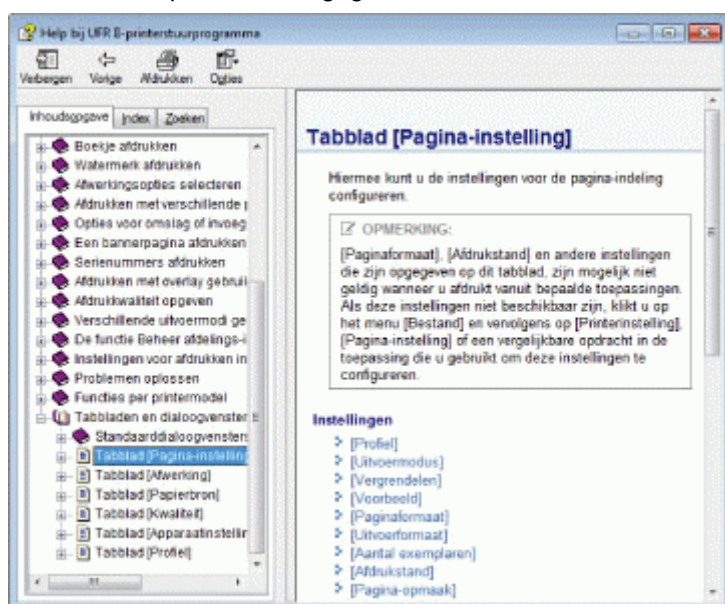 Help bij UFR II-printerstuurprogramma
Verbergen Vorige Afdrukken Opties
Inhoudsopgave Index Zoeken
Boekje afdrukken
Watermerk afdrukken
Afwerkingsopties selecteren
Afdrukken met verschillende
Opties voor omslag of invoeg
Een bannerpagina afdrukken
Serienummers afdrukken
Afdrukken met overlay gebruik
Afdrukkwaliteit opgeven
Verschillende uitvoermodi ge
De functie Beheer afdelings-i
Instellingen voor afdrukken in
Problemen oplossen
Functies per printermodel
Tabbladen en dialoogvenster
Standaarddialoogvensters
Tabblad [Pagina-instelling
Tabblad [Afwerking]
Tabblad [Papierbron]
Tabblad [Kwaliteit]
Tabblad [Apparaatinstellir
Tabblad [Profiel]
Tabblad [Pagina-instelling]
Hiermee kunt u de instellingen voor de pagina-indeling
configureren.
OPMERKING:
[Paginaformaat], [Afdrukstand] en andere instellingen
die zijn opgegeven op dit tabblad, zijn mogelijk niet
geldig wanneer u afdrukt vanuit bepaalde toepassingen.
Als deze instellingen niet beschikbaar zijn, klikt u op
het menu [Bestand] en vervolgens op [Printerinstelling],
[Pagina-instelling] of een vergelijkbare opdracht in de
toepassing die u gebruikt om deze instellingen te
configureren.
Instellingen
[Profiel]
[Uitvoermodus]
[Vergrendelen]
[Voorbeeld]
[Paginaformaat]
[Uitvoerformaat]
[Aantal exemplaren]
[Afdrukstand]
[Pagina-opmaak]